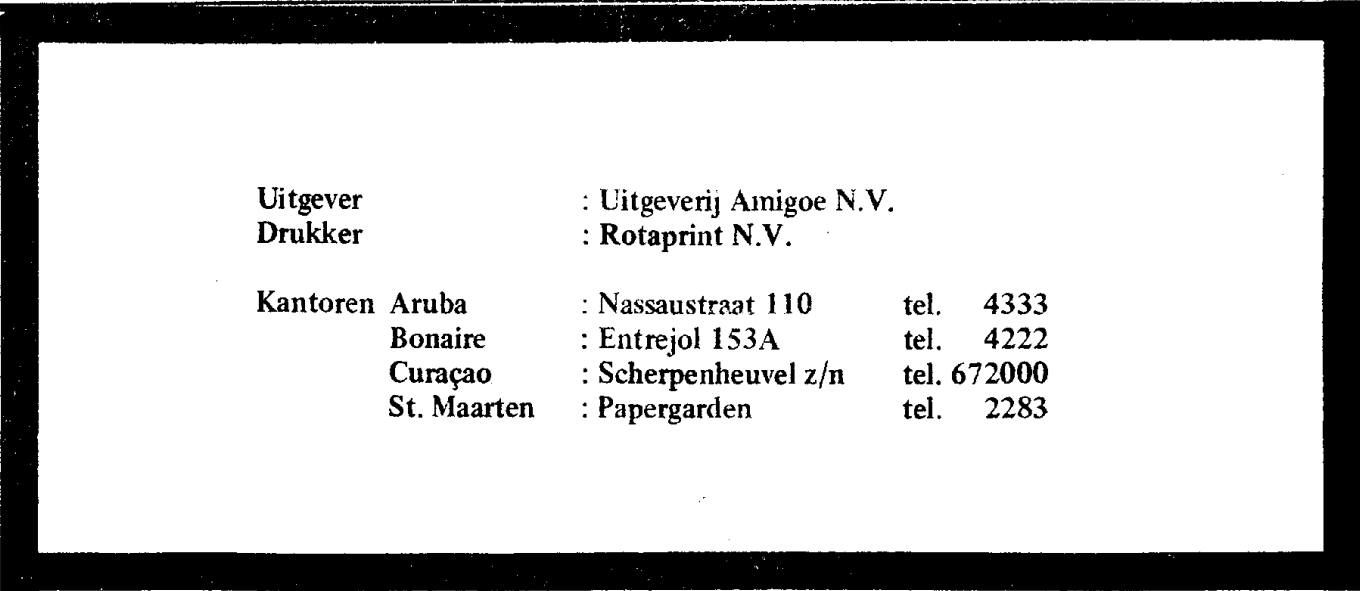 Uitgever : Uitgeverij Amigoe N.V.
Drukker : Rotaprint N.V.
Kantoren Aruba : Nassaustraat 110 tel. 4333
Bonaire : Entrejol 153A tel. 4222
Curaçao : Scherpenheuvel z/n tel. 672000
St. Maarten : Papergarden tel. 2283